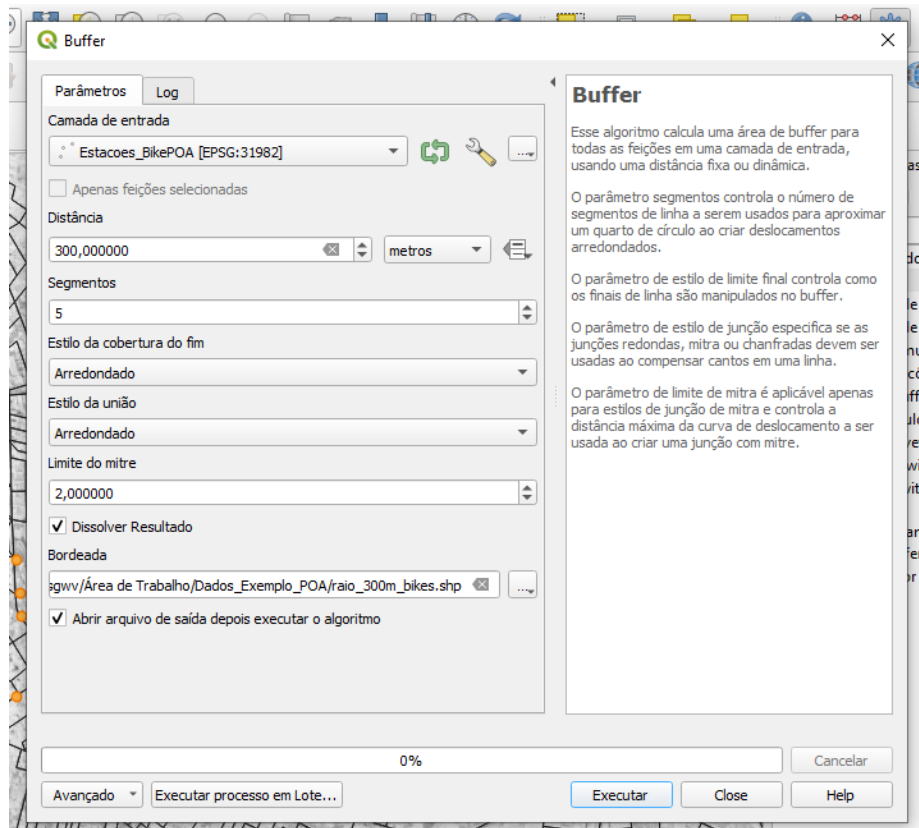 Buffer
Parâmetros
Log
Camada de entrada
Estacoes_BikePOA [EPSG:31982]
...
Apenas feições selecionadas
Distância
300,000000
metros
Segmentos
5
Estilo da cobertura do fim
Arredondado
Estilo da união
Arredondado
Limite do mitre
2,000000
Dissolver Resultado
Bordeada
sgwv/Área de Trabalho/Dados_Exemplo_POA/raio_300m_bikes.shp
...
Abrir arquivo de saída depois executar o algoritmo
Buffer
Esse algoritmo calcula uma área de buffer para
todas as feições em uma camada de entrada,
usando uma distância fixa ou dinâmica.
O parâmetro segmentos controla o número de
segmentos de linha a serem usados para aproximar
um quarto de círculo ao criar deslocamentos
arredondados.
O parâmetro de estilo de limite final controla como
os finais de linha são manipulados no buffer.
O parâmetro de estilo de junção especifica se as
junções redondas, mitra ou chanfradas devem ser
usadas ao compensar cantos em uma linha.
O parâmetro de limite de mitra é aplicável apenas
para estilos de junção de mitra e controla a
distância máxima da curva de deslocamento a ser
usada ao criar uma junção com mitre.
0%
Cancelar
Avançado
Executar processo em Lote...
Executar
Close
Help